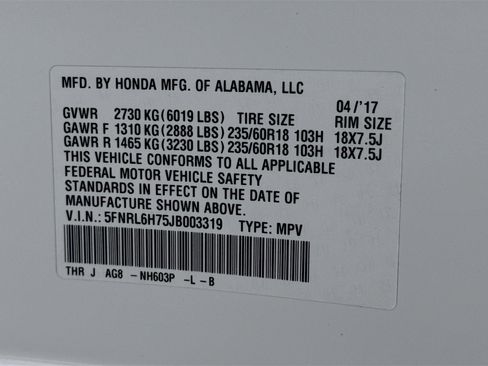 MFD. BY HONDA MFG. OF ALABAMA, LLC
04/'17
GVWR 2730 KG(6019 LBS) TIRE SIZE RIM SIZE
GAWR F 1310 KG(2888 LBS) 235/60R18 103H 18X7.5J
GAWR R 1465 KG(3230 LBS) 235/60R18 103H 18X7.5J
THIS VEHICLE CONFORMS TO ALL APPLICABLE
FEDERAL MOTOR VEHICLE SAFETY
STANDARDS IN EFFECT ON THE DATE OF
MANUFACTURE SHOWN ABOVE.
V.I.N.: 5FNRL6H75JB003319 TYPE: MPV
THR J AG8 - NH603P -L-B